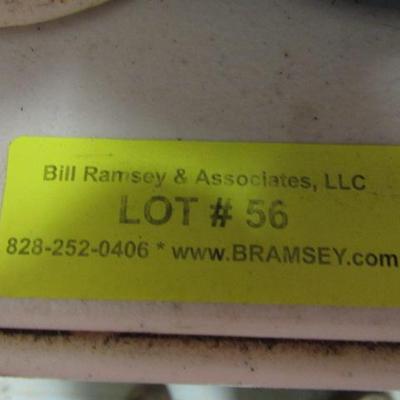 Bill Ramsey & Associates, LLC
LOT # 56
828-252-0406 * www.BRAMSEY.com